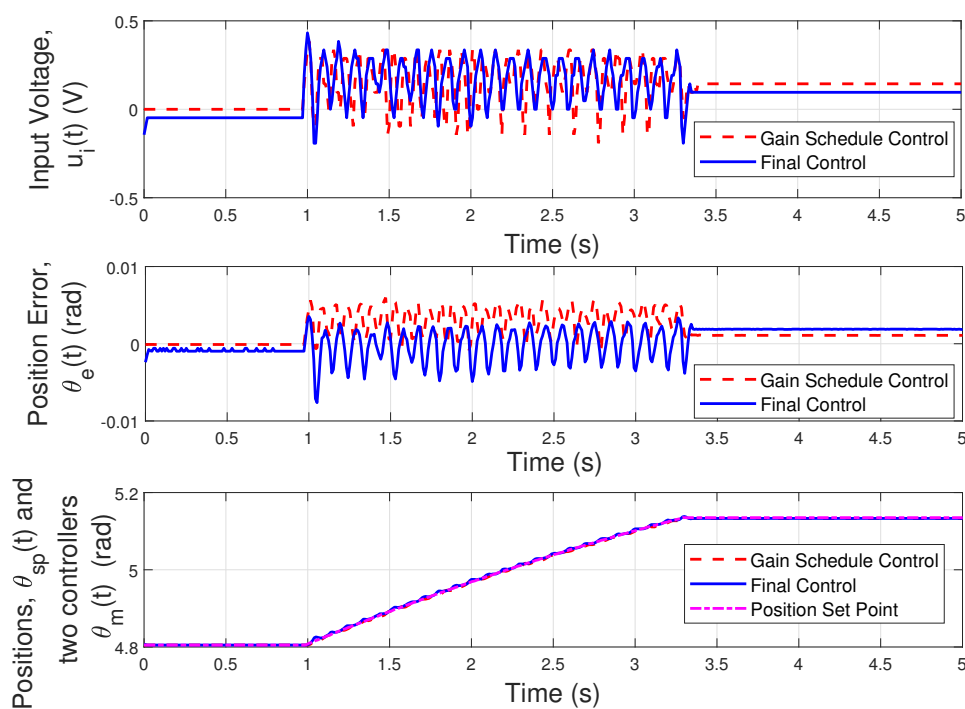 Input Voltage,
u_i(t) (V)
0.5
0
-0.5
0 0.5 1 1.5 2 2.5 3 3.5 4 4.5 5
Time (s)
Gain Schedule Control
Final Control
Position Error,
θ_e(t) (rad)
0.01
0
-0.01
0 0.5 1 1.5 2 2.5 3 3.5 4 4.5 5
Time (s)
Gain Schedule Control
Final Control
Positions, θ_sp(t) and
two controllers
θ_m(t) (rad)
5.2
5
4.8
0 0.5 1 1.5 2 2.5 3 3.5 4 4.5 5
Time (s)
Gain Schedule Control
Final Control
Position Set Point